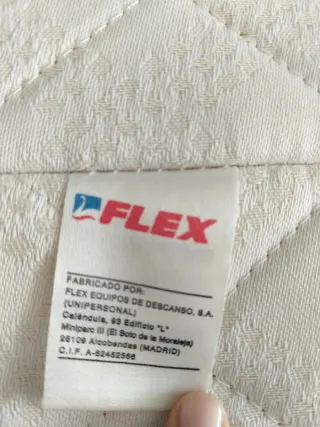 FLEX
FABRICADO POR:
FLEX EQUIPOS DE DESCANSO, S.A.
(UNIPERSONAL)
Caléndula, 93 Edificio "L"
Miniparc III (El Soto de la Moraleja)
28109 Alcobendas (MADRID)
C.I.F. A-82452556